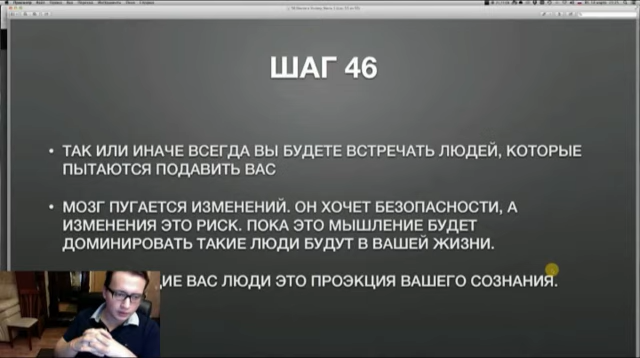 ШАГ 46
• ТАК ИЛИ ИНАЧЕ ВСЕГДА ВЫ БУДЕТЕ ВСТРЕЧАТЬ ЛЮДЕЙ, КОТОРЫЕ
ПЫТАЮТСЯ ПОДАВИТЬ ВАС
• МОЗГ ПУГАЕТСЯ ИЗМЕНЕНИЙ. ОН ХОЧЕТ БЕЗОПАСНОСТИ, А
ИЗМЕНЕНИЯ ЭТО РИСК. ПОКА ЭТО МЫШЛЕНИЕ БУДЕТ
ДОМИНИРОВАТЬ ТАКИЕ ЛЮДИ БУДУТ В ВАШЕЙ ЖИЗНИ.
ВАС ЛЮДИ ЭТО ПРОЭКЦИЯ ВАШЕГО СОЗНАНИЯ.